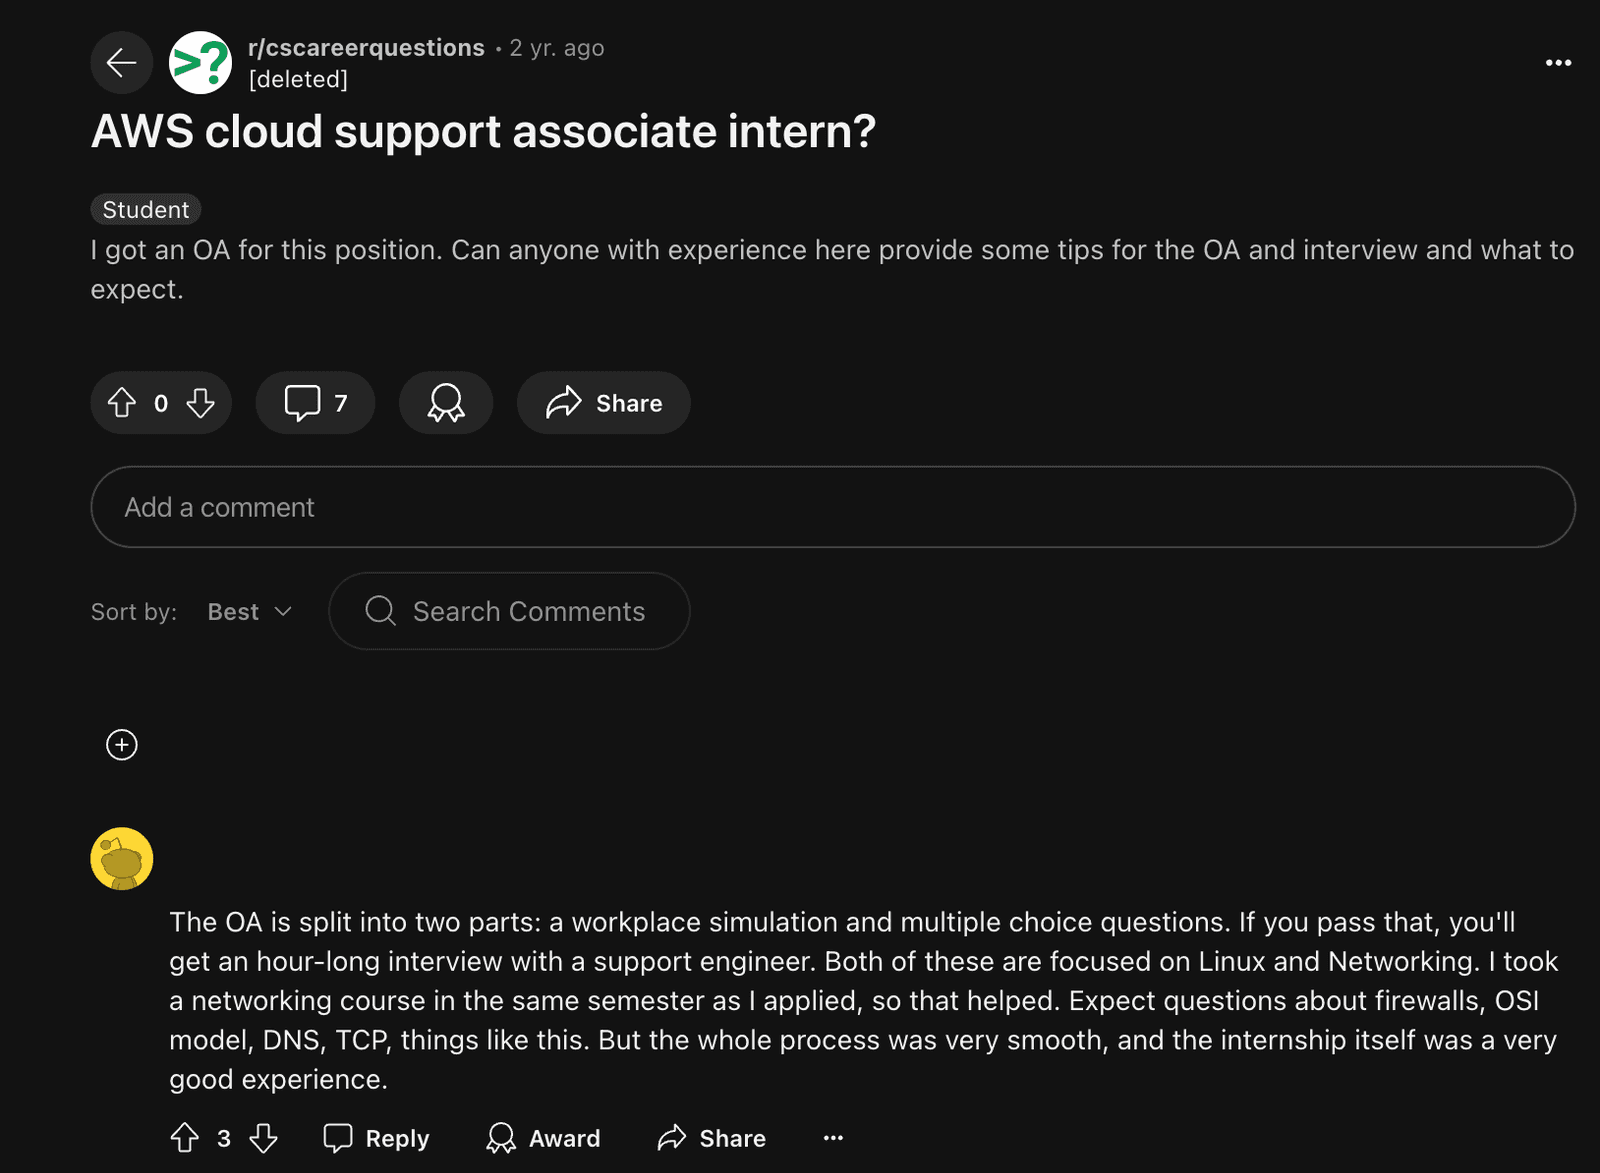 r/cscareerquestions • 2 yr. ago
[deleted]
AWS cloud support associate intern?
Student
I got an OA for this position. Can anyone with experience here provide some tips for the OA and interview and what to
expect.
0 7 Share
Add a comment
Sort by: Best Search Comments
The OA is split into two parts: a workplace simulation and multiple choice questions. If you pass that, you'll
get an hour-long interview with a support engineer. Both of these are focused on Linux and Networking. I took
a networking course in the same semester as I applied, so that helped. Expect questions about firewalls, OSI
model, DNS, TCP, things like this. But the whole process was very smooth, and the internship itself was a very
good experience.
3 Reply Award Share